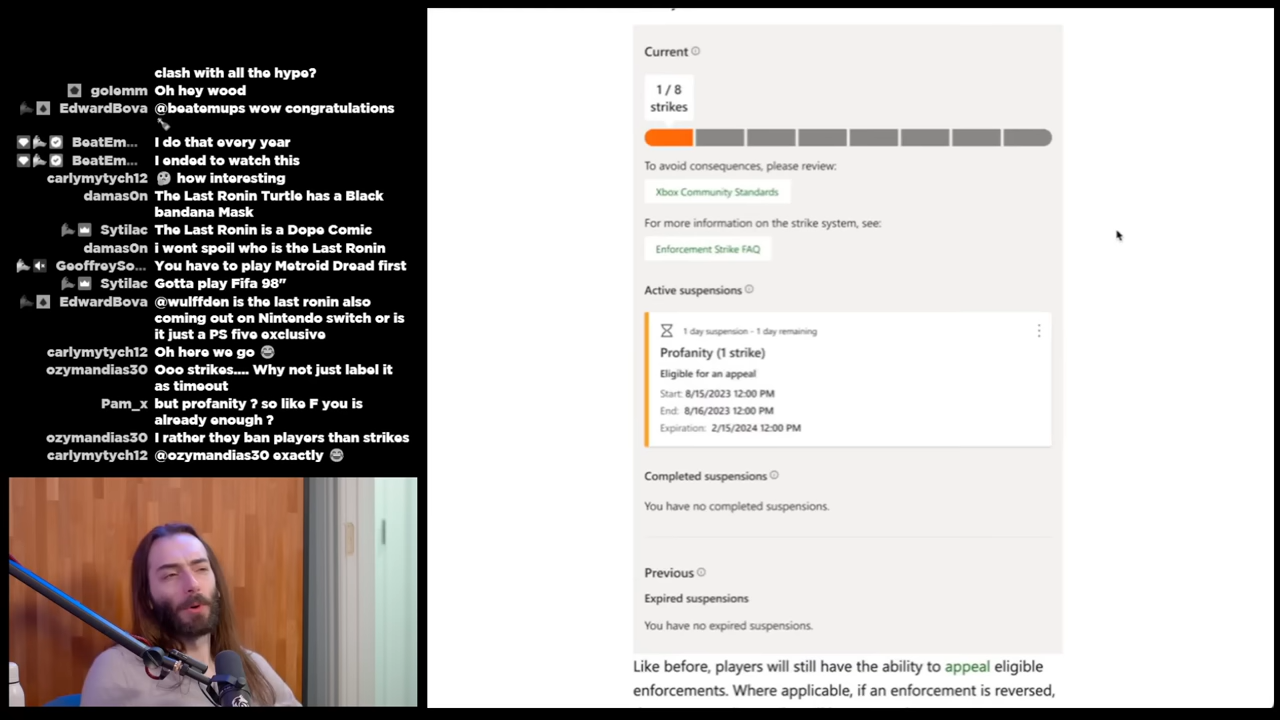 clash with all the hype?
golemm Oh hey wood
EdwardBova @beatemups wow congratulations
BeatEm... I do that every year
BeatEm... I ended to watch this
carlymytych12 how interesting
damas0n The Last Ronin Turtle has a Black
bandana Mask
Sytilac The Last Ronin is a Dope Comic
damas0n i wont spoil who is the Last Ronin
GeoffreySo... You have to play Metroid Dread first
Sytilac Gotta play Fifa 98"
EdwardBova @wulffden is the last ronin also
coming out on Nintendo switch or is
it just a PS five exclusive
carlymytych12 Oh here we go
ozymandias30 Ooo strikes.... Why not just label it
as timeout
Pam_x but profanity ? so like F you is
already enough ?
ozymandias30 I rather they ban players than strikes
carlymytych12 @ozymandias30 exactly
Current
1 / 8
strikes
To avoid consequences, please review:
Xbox Community Standards
For more information on the strike system, see:
Enforcement Strike FAQ
Active suspensions
1 day suspension - 1 day remaining
Profanity (1 strike)
Eligible for an appeal
Start: 8/15/2023 12:00 PM
End: 8/16/2023 12:00 PM
Expiration: 2/15/2024 12:00 PM
Completed suspensions
You have no completed suspensions.
Previous
Expired suspensions
You have no expired suspensions.
Like before, players will still have the ability to appeal eligible
enforcements. Where applicable, if an enforcement is reversed,